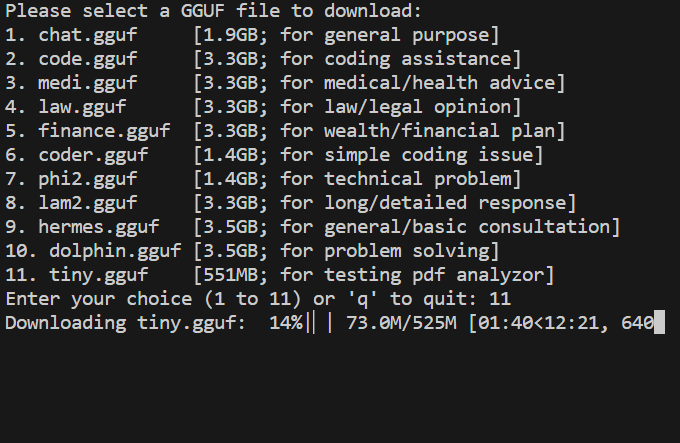 Please select a GGUF file to download:
1. chat.gguf     [1.9GB; for general purpose]
2. code.gguf     [3.3GB; for coding assistance]
3. medi.gguf     [3.3GB; for medical/health advice]
4. law.gguf      [3.3GB; for law/legal opinion]
5. finance.gguf  [3.3GB; for wealth/financial plan]
6. coder.gguf    [1.4GB; for simple coding issue]
7. phi2.gguf     [1.4GB; for technical problem]
8. lam2.gguf     [3.3GB; for long/detailed response]
9. hermes.gguf   [3.5GB; for general/basic consultation]
10. dolphin.gguf [3.5GB; for problem solving]
11. tiny.gguf    [551MB; for testing pdf analyzor]
Enter your choice (1 to 11) or 'q' to quit: 11
Downloading tiny.gguf:  14%|▏ | 73.0M/525M [01:40<12:21, 640